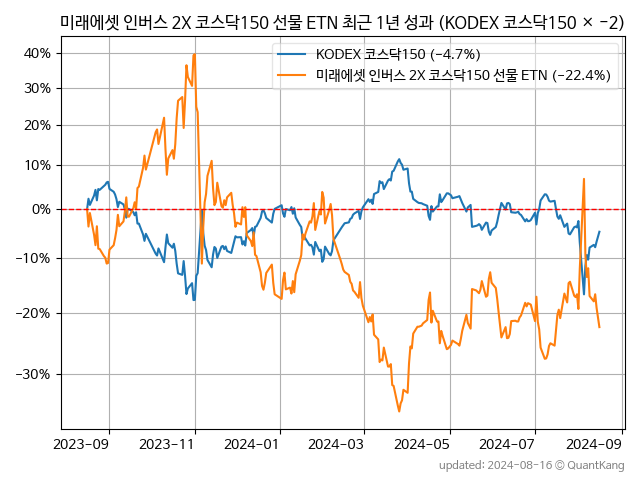 미래에셋 인버스 2X 코스닥150 선물 ETN 최근 1년 성과 (KODEX 코스닥150 × -2)
KODEX 코스닥150 (-4.7%)
미래에셋 인버스 2X 코스닥150 선물 ETN (-22.4%)
40%
30%
20%
10%
0%
-10%
-20%
-30%
2023-09 2023-11 2024-01 2024-03 2024-05 2024-07 2024-09
updated: 2024-08-16 © QuantKang